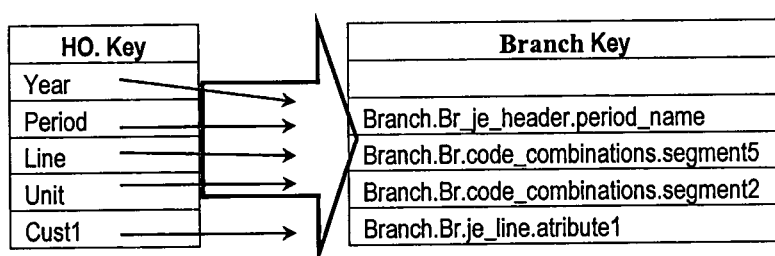 HO. Key
Year
Period
Line
Unit
Cust1
Branch Key
Branch.Br_je_header.period_name
Branch.Br.code_combinations.segment5
Branch.Br.code_combinations.segment2
Branch.Br.je_line.atribute1